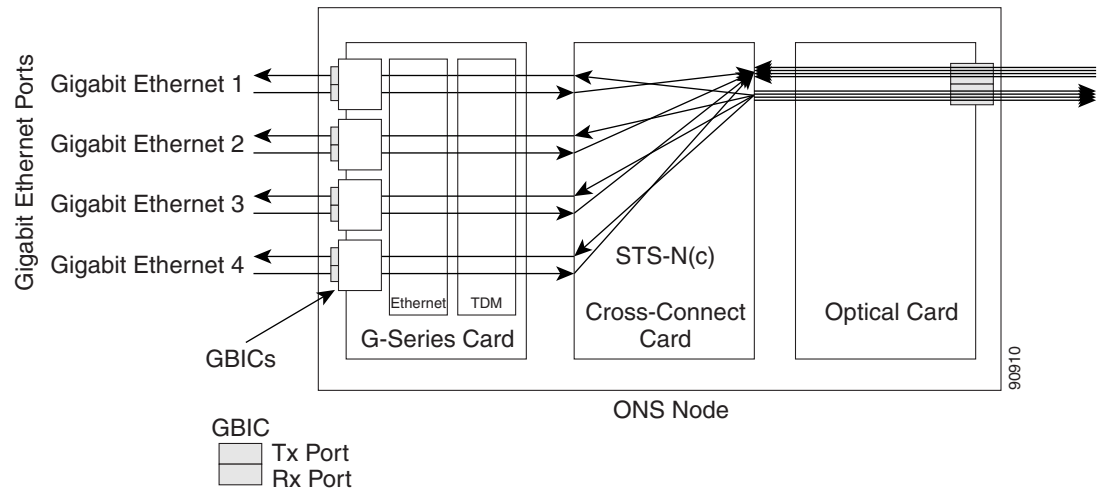 Gigabit Ethernet Ports
Gigabit Ethernet 1
Gigabit Ethernet 2
Gigabit Ethernet 3
Gigabit Ethernet 4
GBICs
Ethernet
TDM
G-Series Card
STS-N(c)
Cross-Connect
Card
Optical Card
90910
ONS Node
GBIC
Tx Port
Rx Port